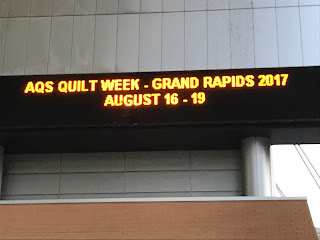 AQS QUILT WEEK - GRAND RAPIDS 2017
AUGUST 16 - 19